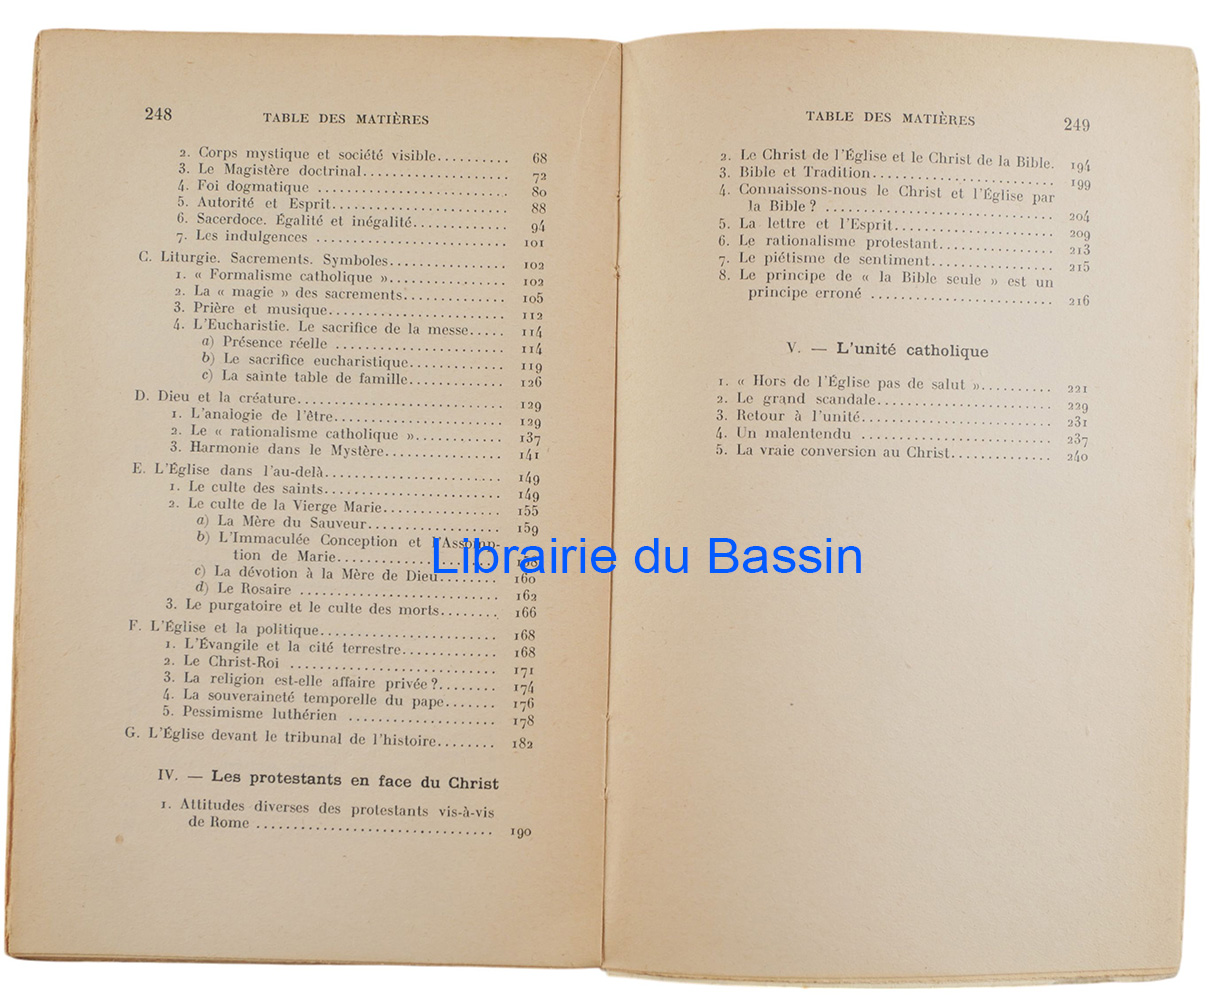 248
TABLE DES MATIÈRES
2. Corps mystique et société visible.......... 68
3. Le Magistère doctrinal.................... 72
4. Foi dogmatique .......................... 80
5. Autorité et Esprit........................ 88
6. Sacerdoce. Égalité et inégalité............. 94
7. Les indulgences .......................... 101
C. Liturgie. Sacrements. Symboles................ 102
1. « Formalisme catholique ».................. 102
2. La « magie » des sacrements................ 105
3. Prière et musique.......................... 112
4. L'Eucharistie. Le sacrifice de la messe..... 114
a) Présence réelle ........................ 114
b) Le sacrifice eucharistique.............. 119
c) La sainte table de famille.............. 126
D. Dieu et la créature............................ 129
1. L'analogie de l'être........................ 129
2. Le « rationalisme catholique »............. 137
3. Harmonie dans le Mystère.................. 141
E. L'Église dans l'au-delà........................ 149
1. Le culte des saints........................ 149
2. Le culte de la Vierge Marie................ 155
a) La Mère du Sauveur.................... 159
b) L'Immaculée Conception et l'Assomp-
tion de Marie...................... 158
c) La dévotion à la Mère de Dieu........ 160
d) Le Rosaire ............................ 162
3. Le purgatoire et le culte des morts........ 166
F. L'Église et la politique........................ 168
1. L'Évangile et la cité terrestre............. 168
2. Le Christ-Roi ............................ 171
3. La religion est-elle affaire privée ?........ 174
4. La souveraineté temporelle du pape....... 176
5. Pessimisme luthérien .................... 178
G. L'Église devant le tribunal de l'histoire........ 182
IV. — Les protestants en face du Christ
1. Attitudes diverses des protestants vis-à-vis
de Rome ................................ 190
TABLE DES MATIÈRES
249
2. Le Christ de l'Église et le Christ de la Bible. 194
3. Bible et Tradition.......................... 199
4. Connaissons-nous le Christ et l'Église par
la Bible ? .............................. 204
5. La lettre et l'Esprit........................ 209
6. Le rationalisme protestant................. 213
7. Le piétisme de sentiment................... 215
8. Le principe de « la Bible seule » est un
principe erroné .......................... 216
V. — L'unité catholique
1. « Hors de l'Église pas de salut ».......... 221
2. Le grand scandale.......................... 229
3. Retour à l'unité............................ 231
4. Un malentendu ............................ 237
5. La vraie conversion au Christ.............. 240
Librairie du Bassin